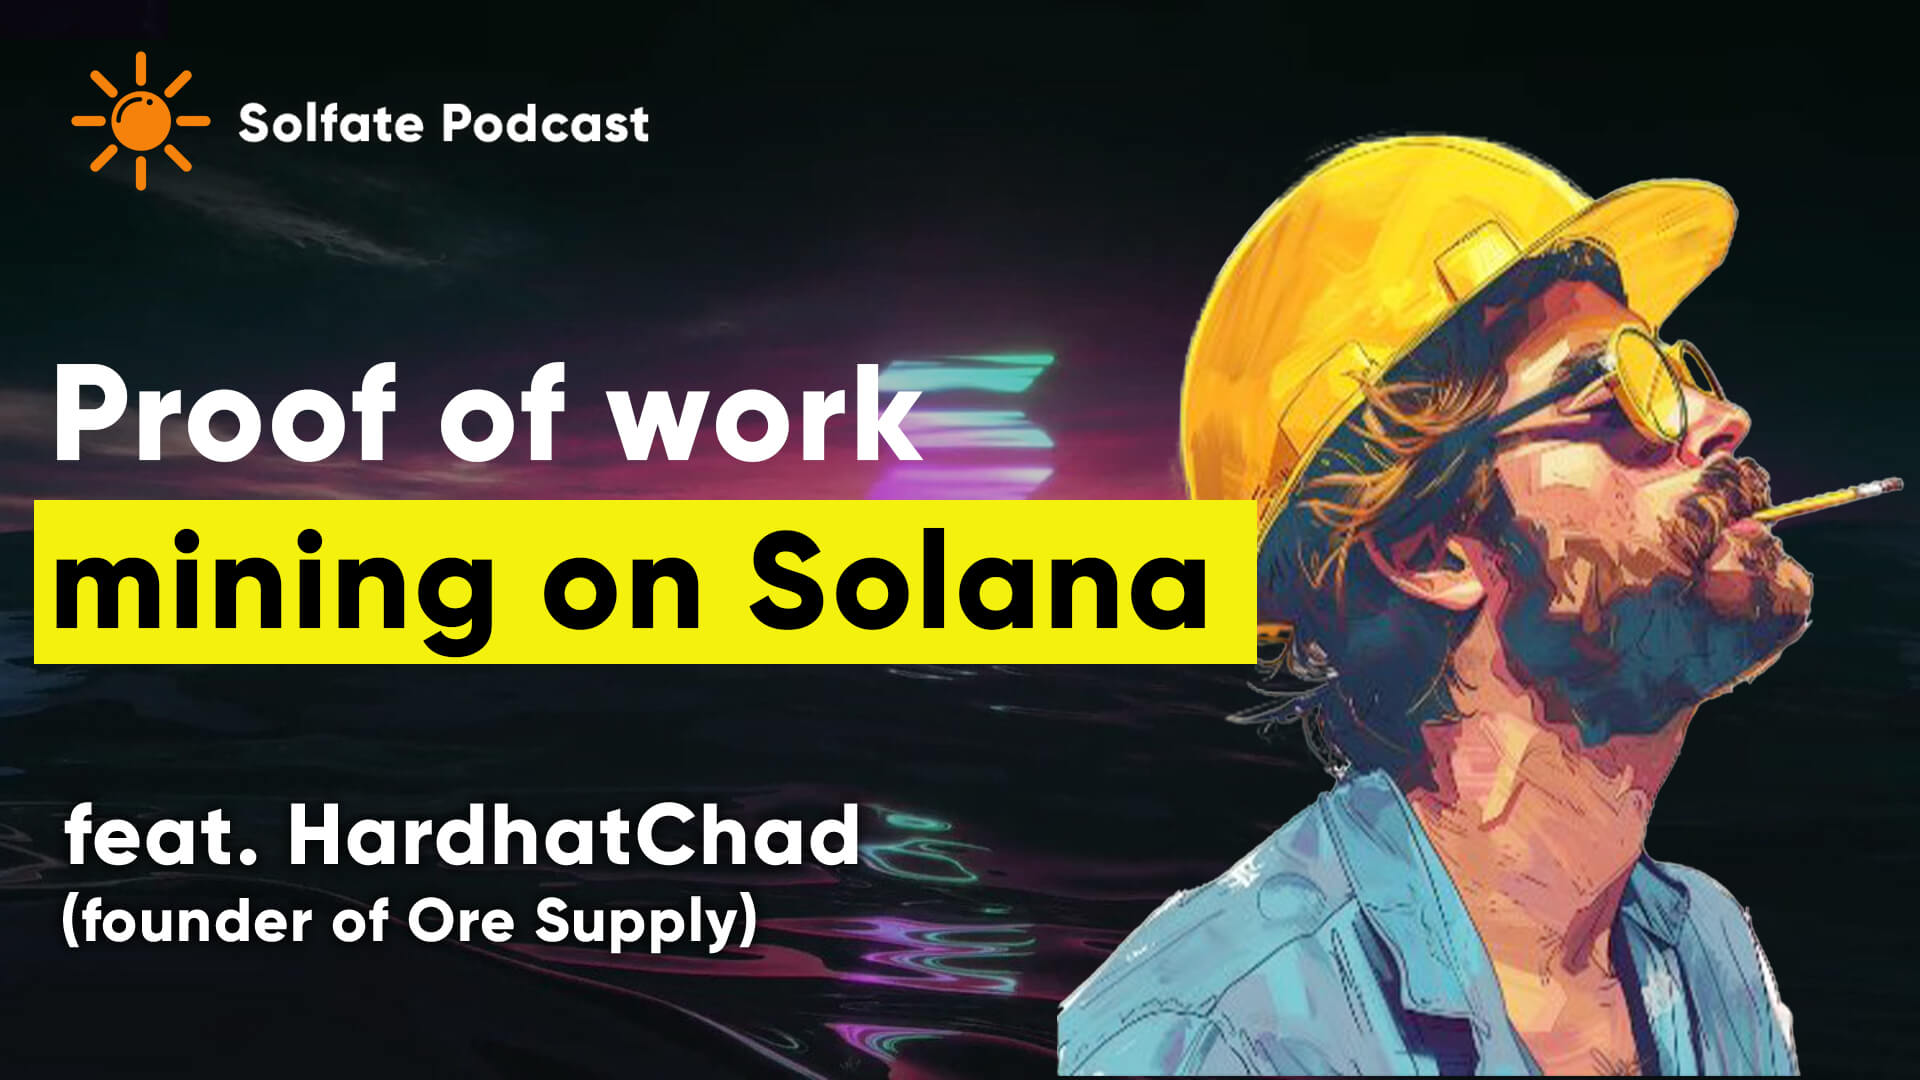 Solfate Podcast
Proof of work
mining on Solana
feat. HardhatChad
(founder of Ore Supply)